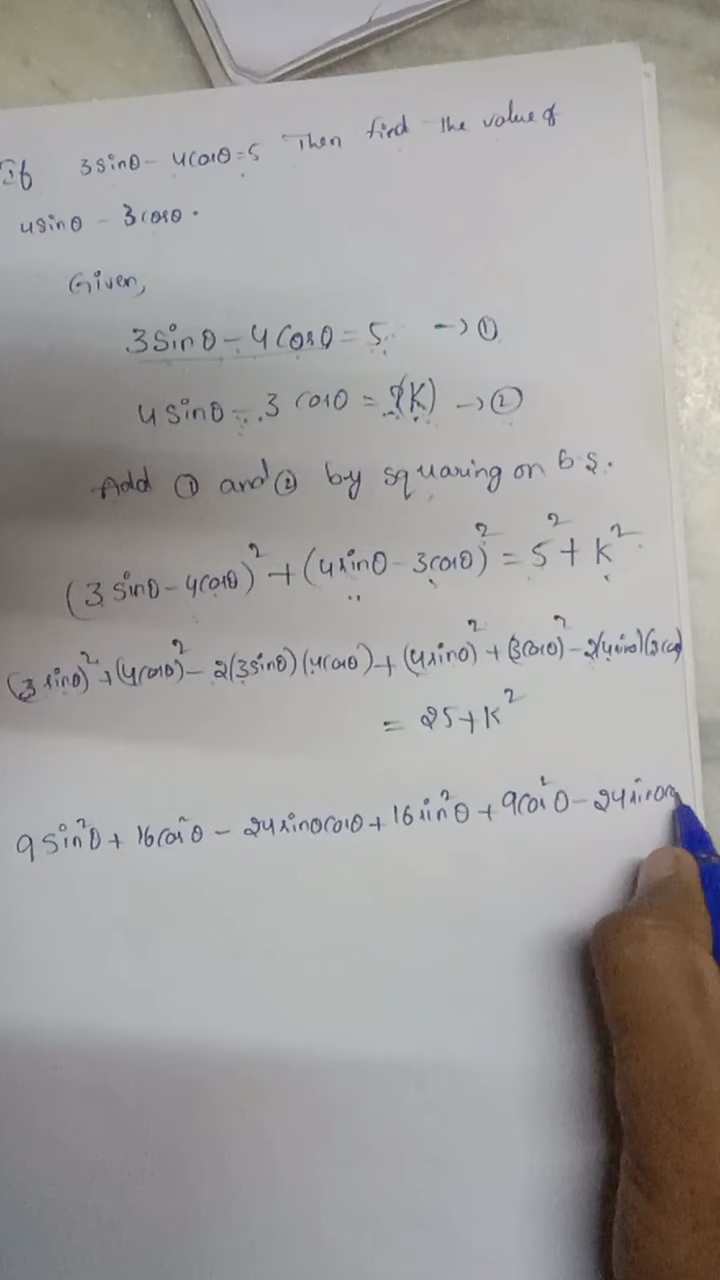 If 3sinθ - 4cosθ = 5 Then find the value of
4sinθ - 3cosθ.
Given,
3sinθ - 4cosθ = 5 → ①
4sinθ - 3cosθ = ?(K) → ②
Add ① and ② by squaring on b.s.
(3sinθ - 4cosθ)² + (4sinθ - 3cosθ)² = 5² + K²
(3sinθ)² + (4cosθ)² - 2(3sinθ)(4cosθ) + (4sinθ)² + (3cosθ)² - 2(4sinθ)
= 25 + K²
9sin²θ + 16cos²θ - 24sinθcosθ + 16sin²θ + 9cos²θ - 24sinθ